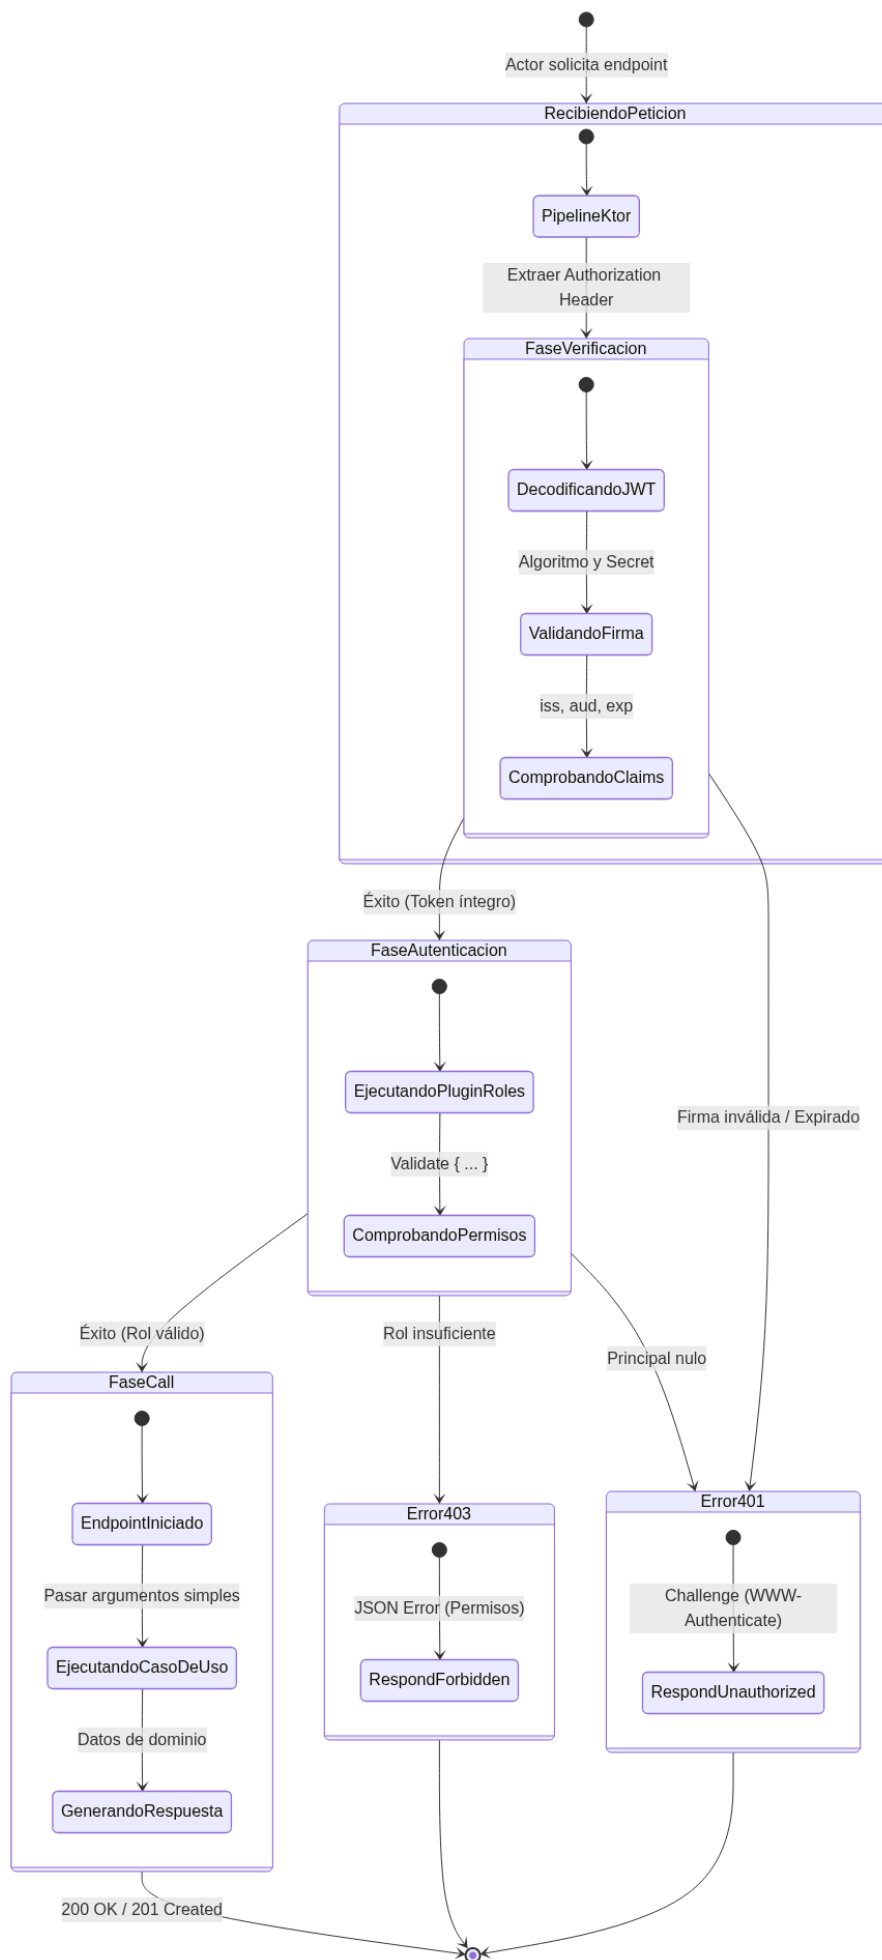 Actor solicita endpoint
RecibiendoPeticion
PipelineKtor
Extraer Authorization
Header
FaseVerificacion
DecodificandoJWT
Algoritmo y Secret
ValidandoFirma
iss, aud, exp
ComprobandoClaims
Éxito (Token íntegro)
FaseAutenticacion
EjecutandoPluginRoles
Firma inválida / Expirado
Validate { ... }
ComprobandoPermisos
Éxito (Rol válido)
Rol insuficiente
Principal nulo
FaseCall
Error401
Error403
EndpointIniciado
Pasar argumentos simples
JSON Error (Permisos)
Challenge (WWW-
Authenticate)
EjecutandoCasoDeUso
RespondForbidden
RespondUnauthorized
Datos de dominio
GenerandoRespuesta
200 OK / 201 Created